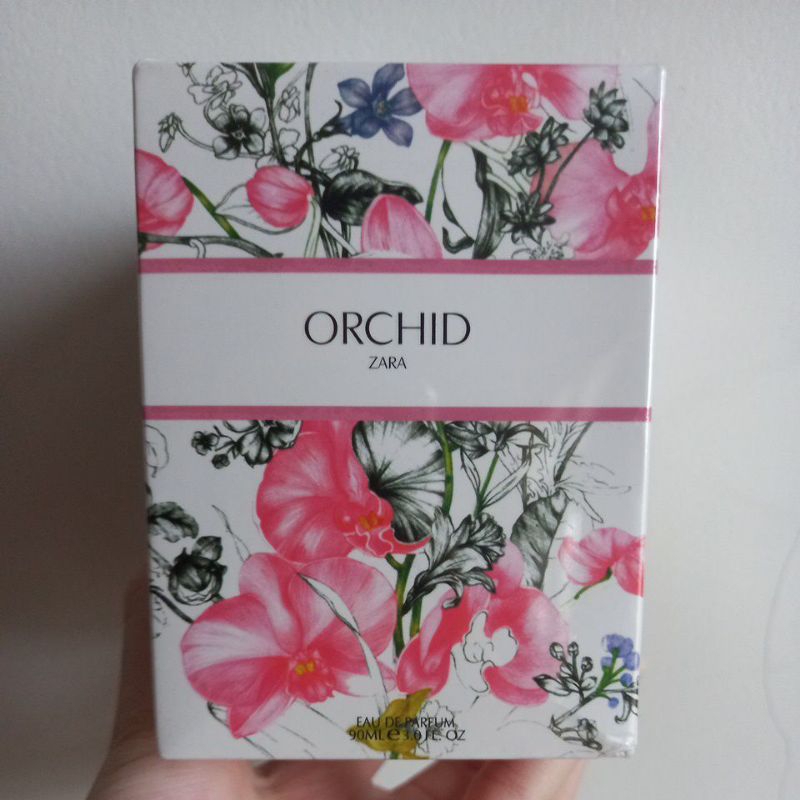 ORCHID
ZARA
EAU DE PARFUM
90ML e 3.0 FL. OZ